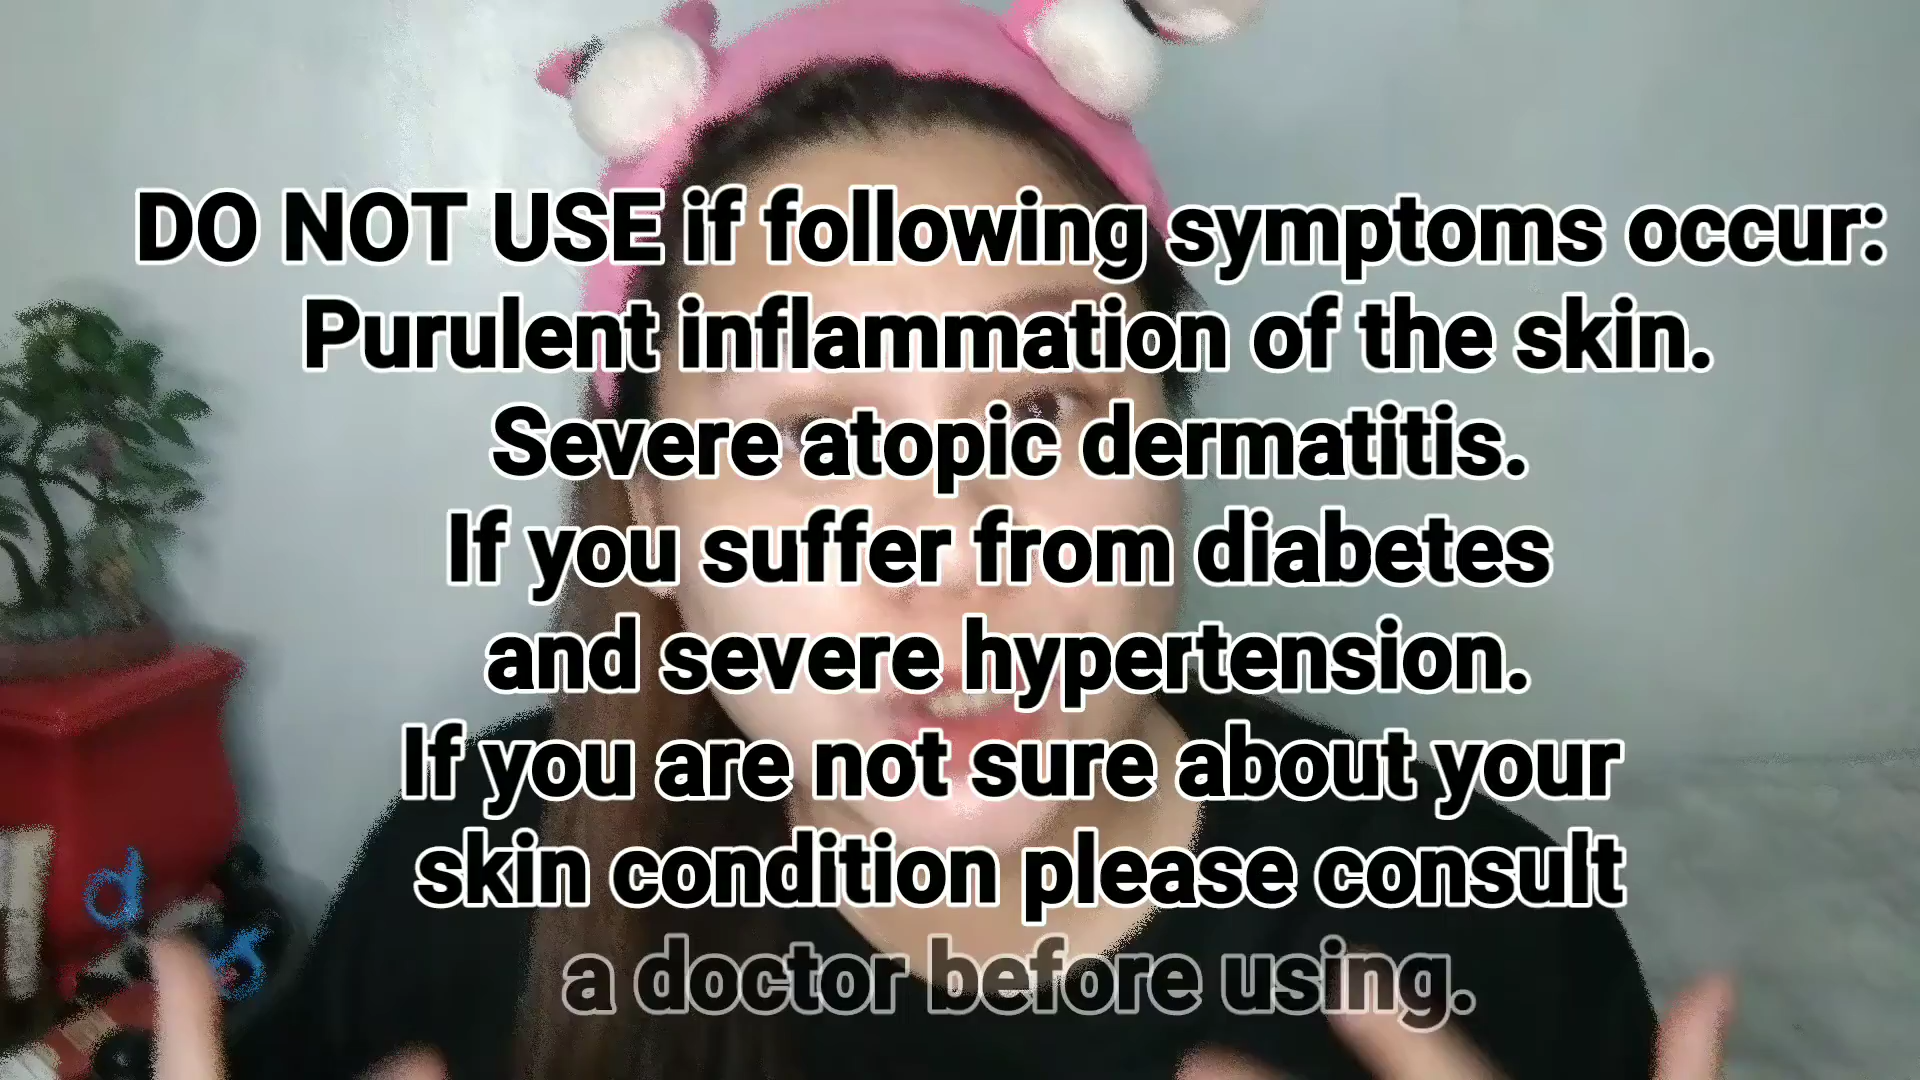 DO NOT USE if following symptoms occur:
Purulent inflammation of the skin.
Severe atopic dermatitis.
If you suffer from diabetes
and severe hypertension.
If you are not sure about your
skin condition please consult
a doctor before using.